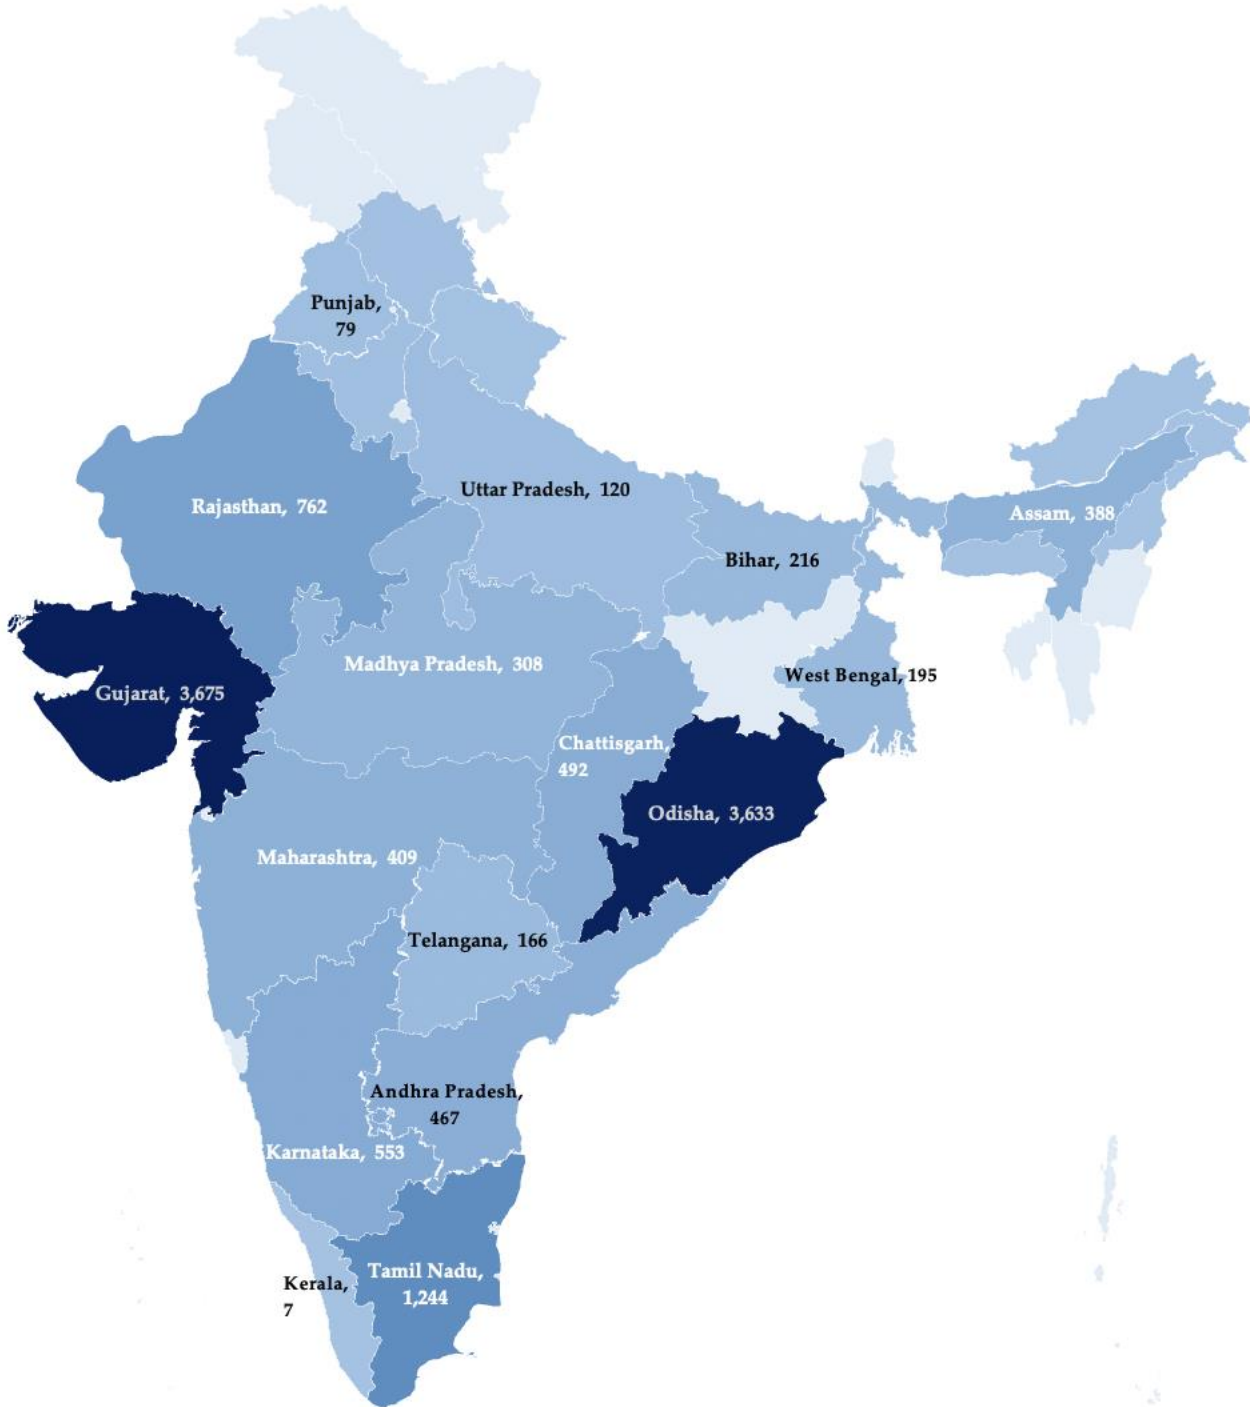 Punjab,
79
Uttar Pradesh, 120
Rajasthan, 762
Assam, 388
Bihar, 216
Madhya Pradesh, 308
West Bengal, 195
Gujarat, 3,675
Chattisgarh,
492
Odisha, 3,633
Maharashtra, 409
Telangana, 166
Andhra Pradesh,
467
Karnataka, 553
Tamil Nadu,
1,244
Kerala,
7